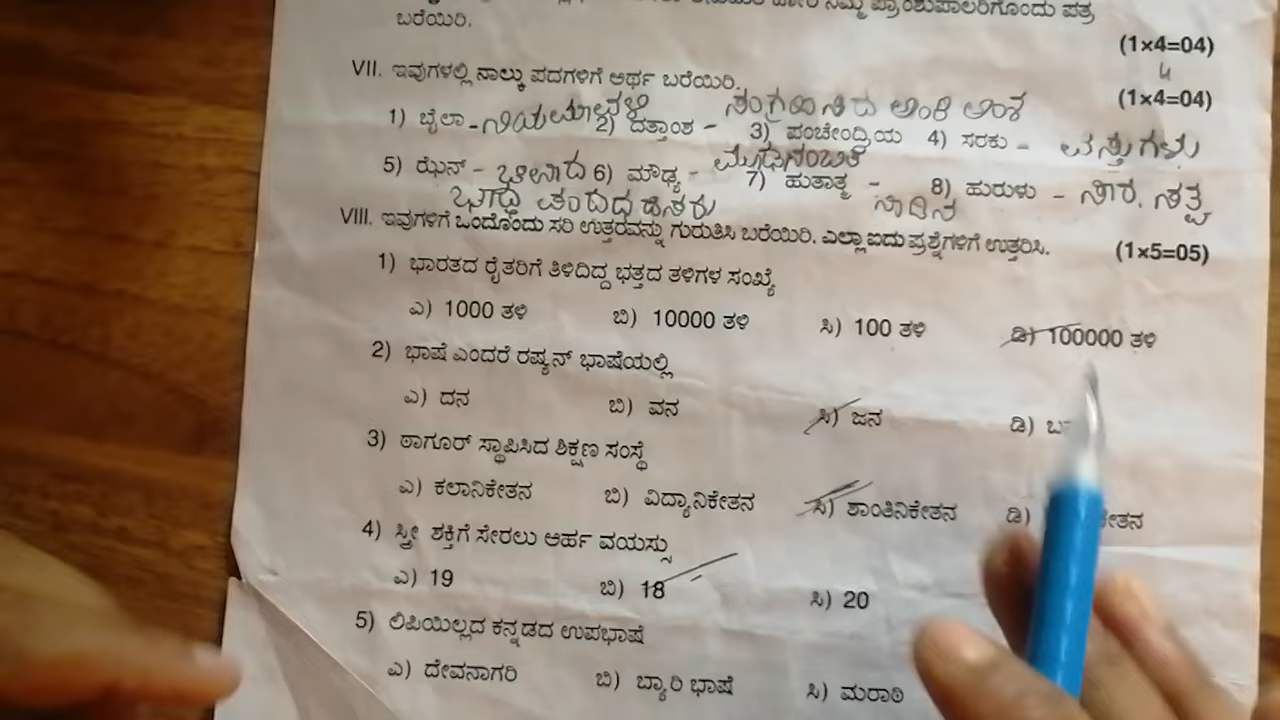 ಬರೆಯಿರಿ.
(1×4=04)
4
VII. ಇವುಗಳಲ್ಲಿ ನಾಲ್ಕು ಪದಗಳಿಗೆ ಅರ್ಥ ಬರೆಯಿರಿ. (1×4=04)
ನಿಯಮಾವಳಿ ಸಂಗ್ರಹಿಸಿದ ಅಂಕಿ ಅಂಶ
1) ಬೈಲಾ - 2) ದತ್ತಾಂಶ - 3) ಪಂಚೇಂದ್ರಿಯ 4) ಸರಕು - ವಸ್ತುಗಳು
ಮೂಢನಂಬಿಕೆ
5) ಝೆನ್ - ಚೀನಾದ 6) ಮೌಢ್ಯ - 7) ಹುತಾತ್ಮ - 8) ಹುರುಳು - ಸಾರ, ಸತ್ವ
VIII. ಇವುಗಳಿಗೆ ಒಂದೊಂದು ಸರಿ ಉತ್ತರವನ್ನು ಗುರುತಿಸಿ ಬರೆಯಿರಿ. ಎಲ್ಲಾ ಐದು ಪ್ರಶ್ನೆಗಳಿಗೆ ಉತ್ತರಿಸಿ. (1×5=05)
1) ಭಾರತದ ರೈತರಿಗೆ ತಿಳಿದಿದ್ದ ಭತ್ತದ ತಳಿಗಳ ಸಂಖ್ಯೆ
ಎ) 1000 ತಳಿ ಬಿ) 10000 ತಳಿ ಸಿ) 100 ತಳಿ ಡಿ) 100000 ತಳಿ
2) ಭಾಷೆ ಎಂದರೆ ರಷ್ಯನ್ ಭಾಷೆಯಲ್ಲಿ
ಎ) ದನ ಬಿ) ವನ ಸಿ) ಜನ ಡಿ)
3) ಠಾಗೂರ್ ಸ್ಥಾಪಿಸಿದ ಶಿಕ್ಷಣ ಸಂಸ್ಥೆ
ಎ) ಕಲಾನಿಕೇತನ ಬಿ) ವಿದ್ಯಾನಿಕೇತನ ಸಿ) ಶಾಂತಿನಿಕೇತನ ಡಿ)
4) ಸ್ತ್ರೀ ಶಕ್ತಿಗೆ ಸೇರಲು ಅರ್ಹ ವಯಸ್ಸು
ಎ) 19 ಬಿ) 18 ಸಿ) 20
5) ಲಿಪಿಯಿಲ್ಲದ ಕನ್ನಡದ ಉಪಭಾಷೆ
ಎ) ದೇವನಾಗರಿ ಬಿ) ಬ್ಯಾರಿ ಭಾಷೆ ಸಿ) ಮರಾಠಿ